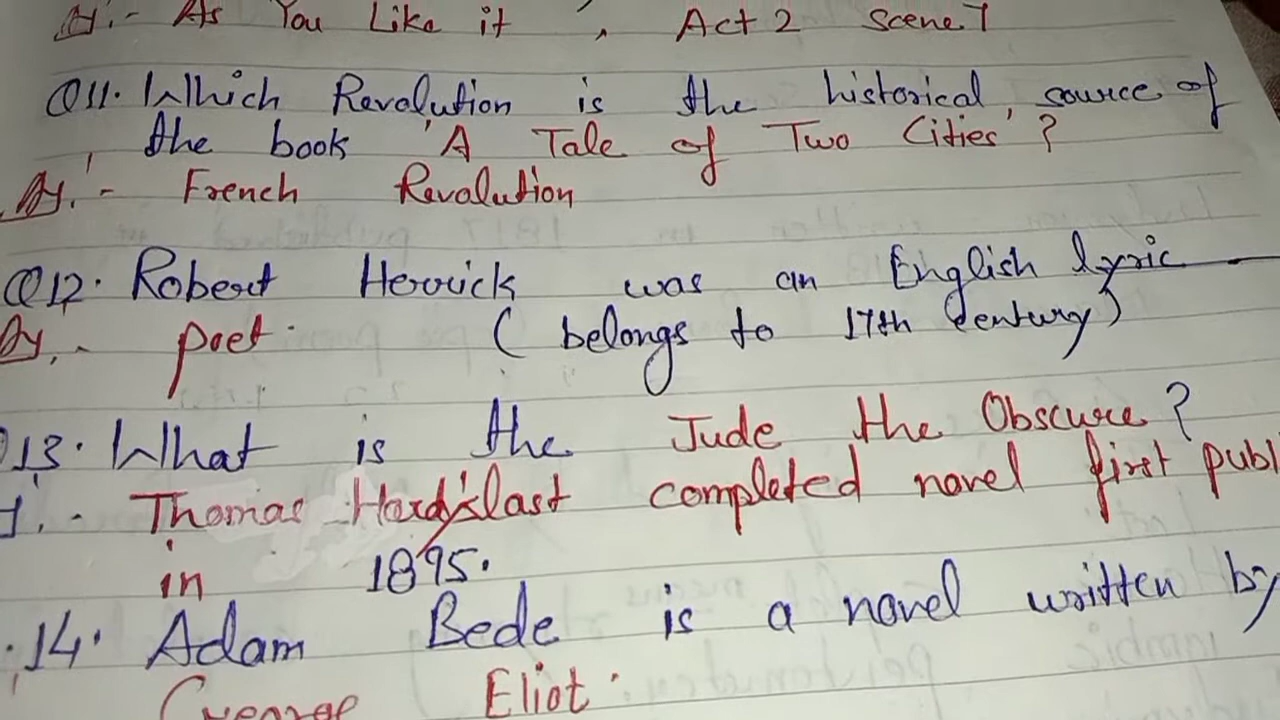 A.- As You Like it , Act 2 Scene 7
Q11. Which Revolution is the historical source of
the book 'A Tale of Two Cities' ?
A.- French Revolution
Q12. Robert Herrick was an English lyric
A.- poet. ( belongs to 17th Century)
13. What is the Jude the Obscure ?
Thomas Hardy's last completed novel first publ
in 1895.
.14. Adam Bede is a novel written by
George Eliot.